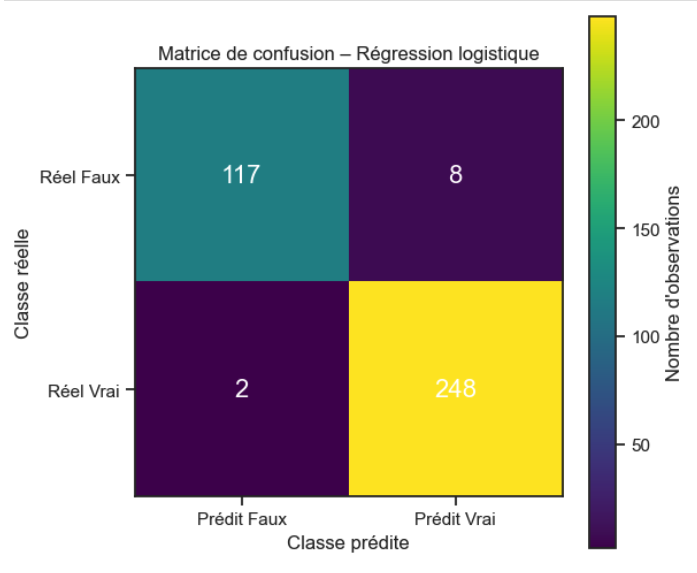 Matrice de confusion – Régression logistique
Classe réelle
Réel Faux
117
8
Réel Vrai
2
248
Prédit Faux
Prédit Vrai
Classe prédite
200
150
100
50
Nombre d'observations